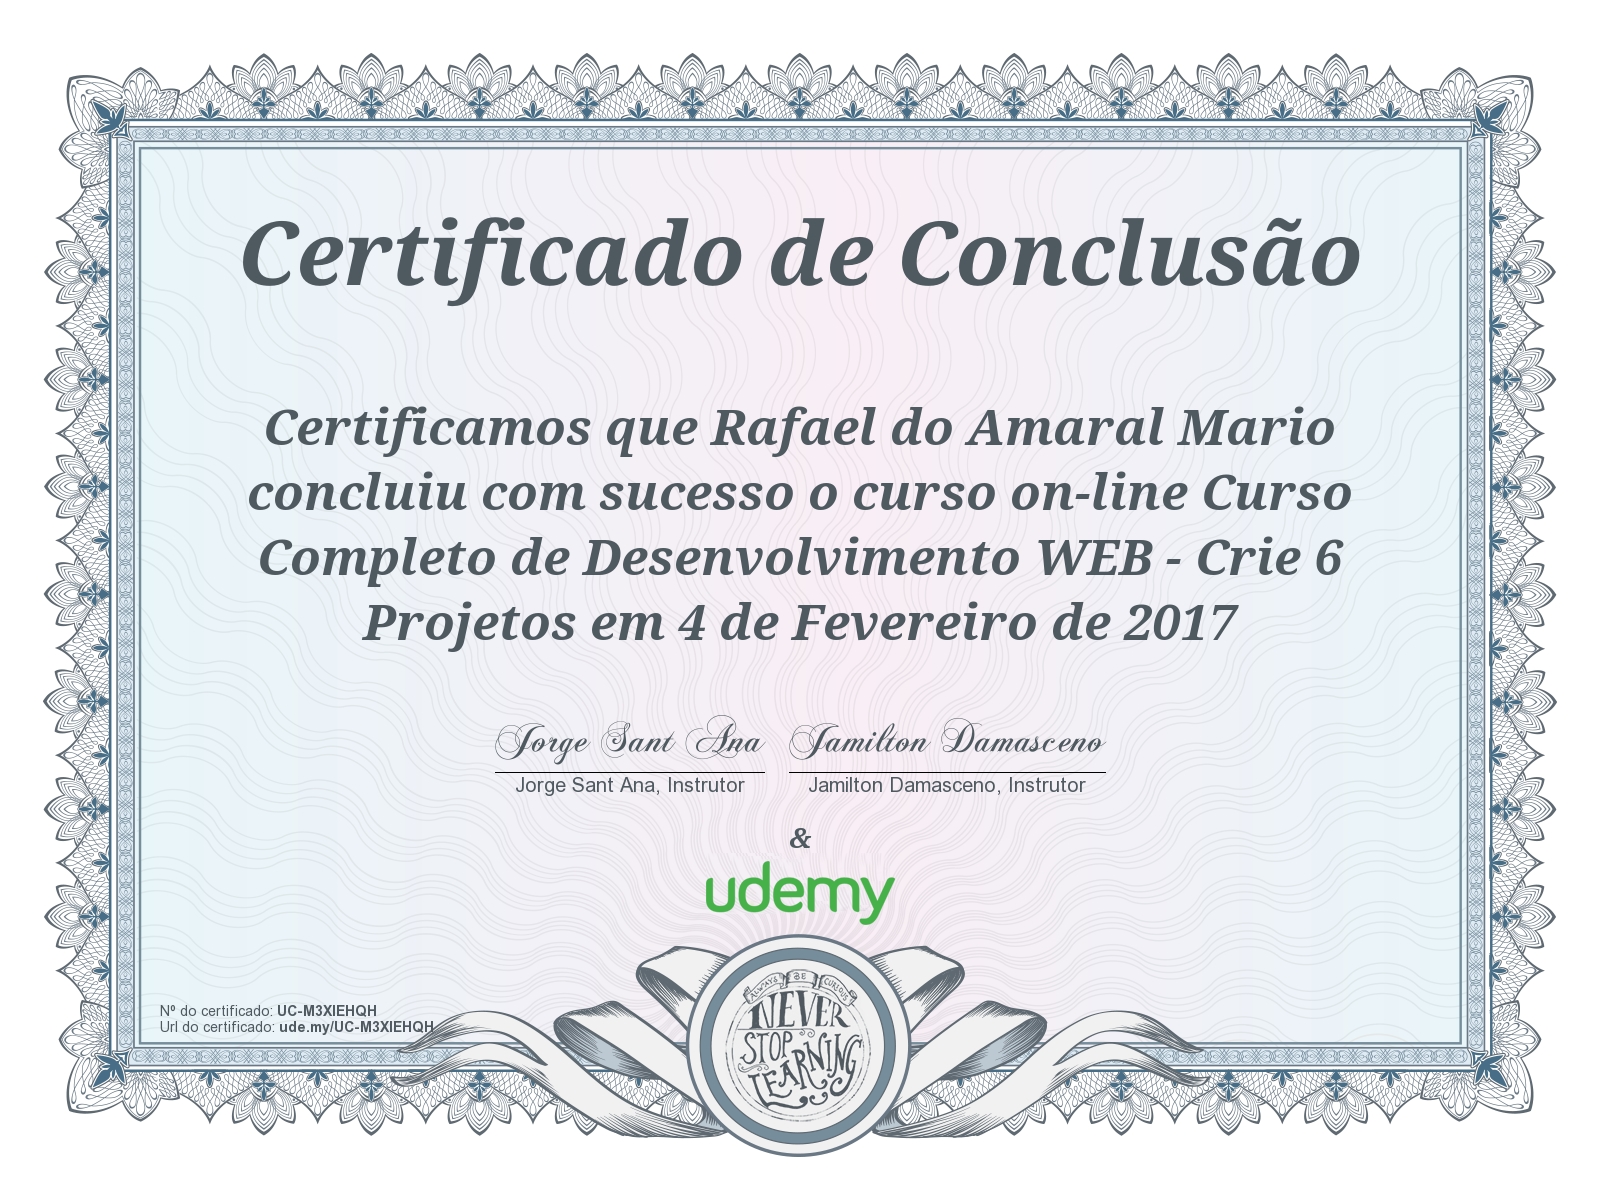 Certificado de Conclusão
Certificamos que Rafael do Amaral Mario
concluiu com sucesso o curso on-line Curso
Completo de Desenvolvimento WEB - Crie 6
Projetos em 4 de Fevereiro de 2017
Jorge Sant Ana Jamilton Damasceno
Jorge Sant Ana, Instrutor Jamilton Damasceno, Instrutor
&
udemy
Nº do certificado: UC-M3XIEHQH
Url do certificado: ude.my/UC-M3XIEHQH
ALWAYS BE CURIOUS
NEVER
STOP
LEARNING